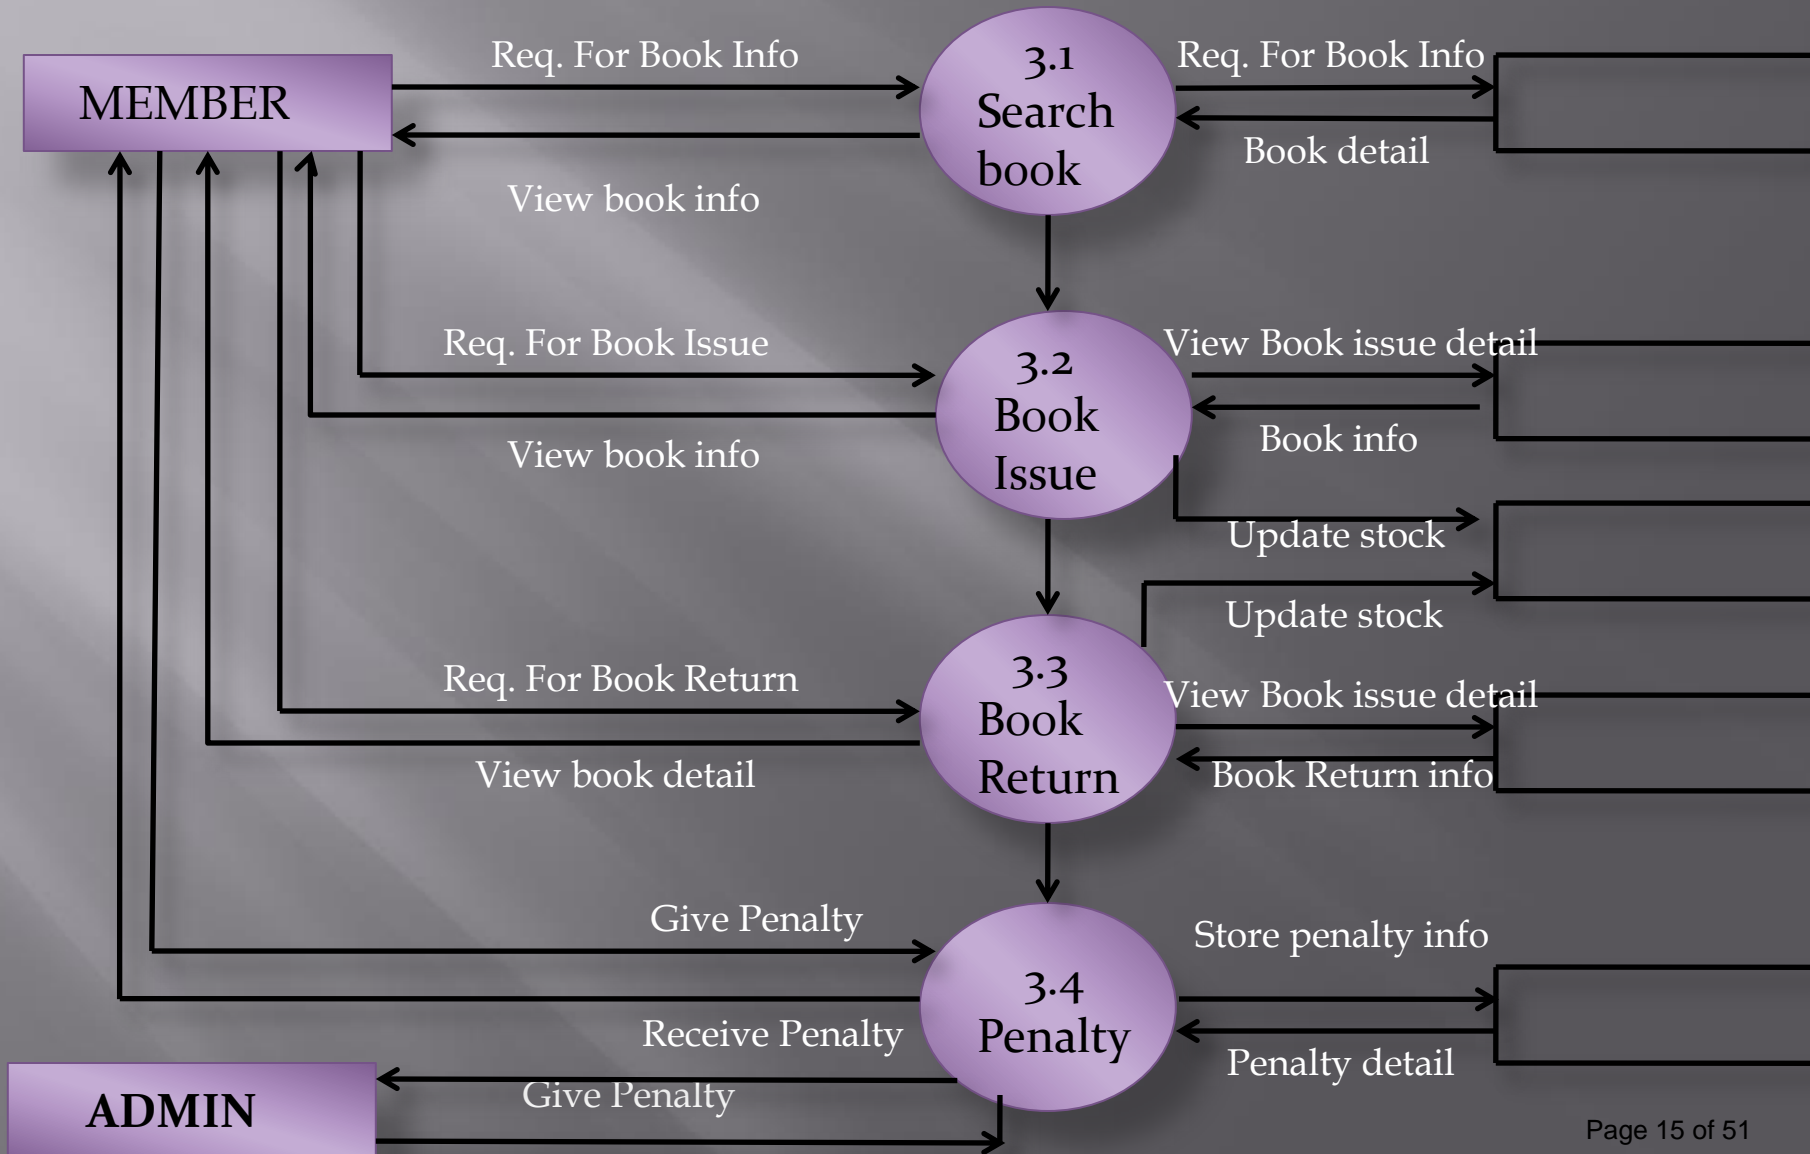 Req. For Book Info
3.1
Search
book
Req. For Book Info
MEMBER
Book detail
View book info
Req. For Book Issue
3.2
Book
Issue
View Book issue detail
Book info
View book info
Update stock
Update stock
Req. For Book Return
3.3
Book
Return
View Book issue detail
View book detail
Book Return info
Give Penalty
Store penalty info
3.4
Penalty
Receive Penalty
Penalty detail
Give Penalty
ADMIN
Page 15 of 51